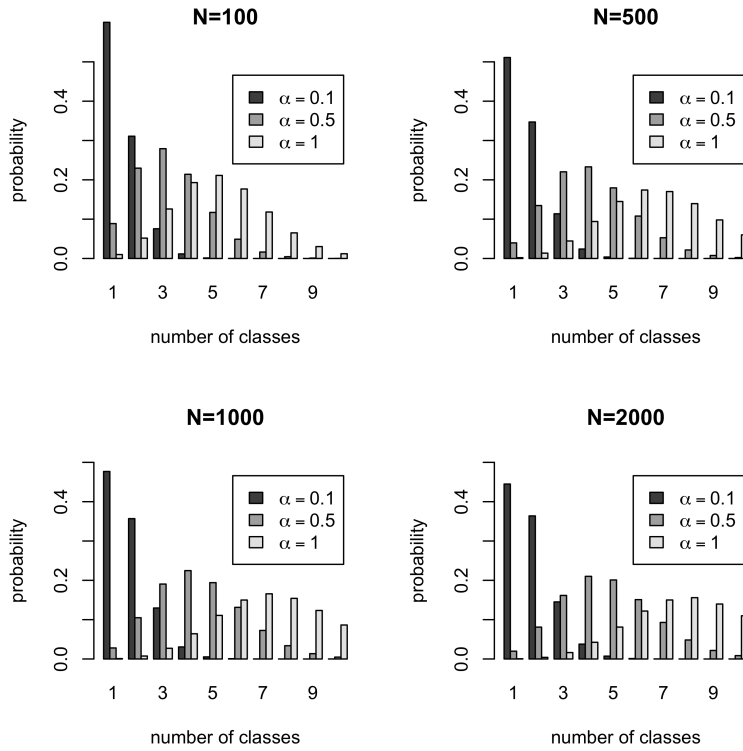 N=100
probability
0.0 0.2 0.4
α = 0.1
α = 0.5
α = 1
1 3 5 7 9
number of classes
N=500
probability
0.0 0.2 0.4
α = 0.1
α = 0.5
α = 1
1 3 5 7 9
number of classes
N=1000
probability
0.0 0.2 0.4
α = 0.1
α = 0.5
α = 1
1 3 5 7 9
number of classes
N=2000
probability
0.0 0.2 0.4
α = 0.1
α = 0.5
α = 1
1 3 5 7 9
number of classes